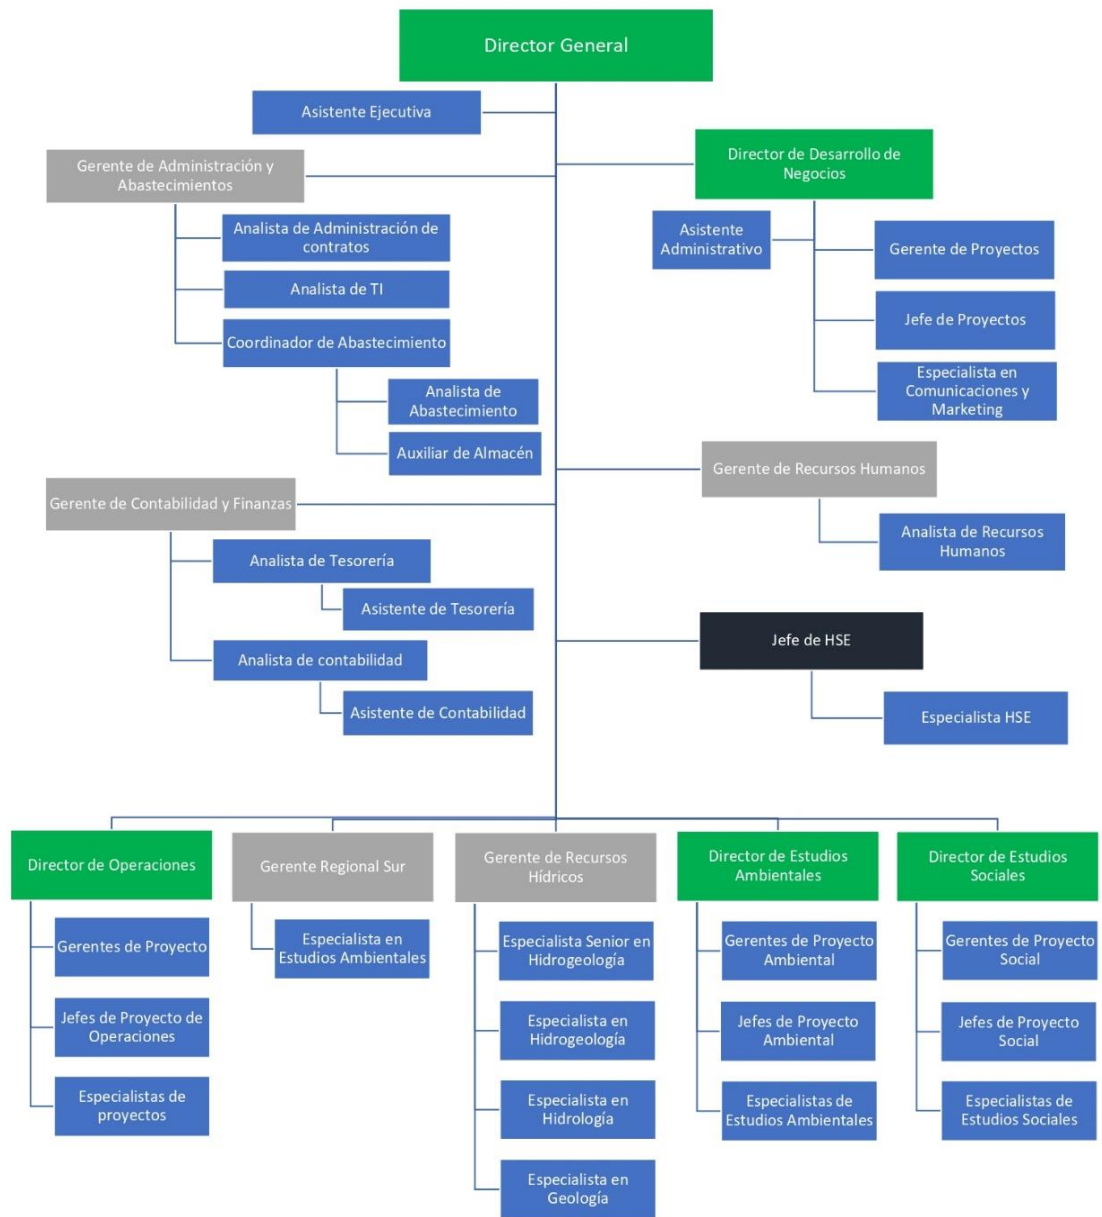 Director General
Asistente Ejecutiva
Gerente de Administración y
Abastecimientos
Analista de Administración de
contratos
Analista de TI
Coordinador de Abastecimiento
Analista de
Abastecimiento
Auxiliar de Almacén
Director de Desarrollo de
Negocios
Asistente
Administrativo
Gerente de Proyectos
Jefe de Proyectos
Especialista en
Comunicaciones y
Marketing
Gerente de Recursos Humanos
Analista de Recursos
Humanos
Gerente de Contabilidad y Finanzas
Analista de Tesorería
Asistente de Tesorería
Analista de contabilidad
Asistente de Contabilidad
Jefe de HSE
Especialista HSE
Director de Operaciones
Gerentes de Proyecto
Jefes de Proyecto de
Operaciones
Especialistas de
proyectos
Gerente Regional Sur
Especialista en
Estudios Ambientales
Gerente de Recursos
Hídricos
Especialista Senior en
Hidrogeología
Especialista en
Hidrogeología
Especialista en
Hidrología
Especialista en
Geología
Director de Estudios
Ambientales
Gerentes de Proyecto
Ambiental
Jefes de Proyecto
Ambiental
Especialistas de
Estudios Ambientales
Director de Estudios
Sociales
Gerentes de Proyecto
Social
Jefes de Proyecto
Social
Especialistas de
Estudios Sociales